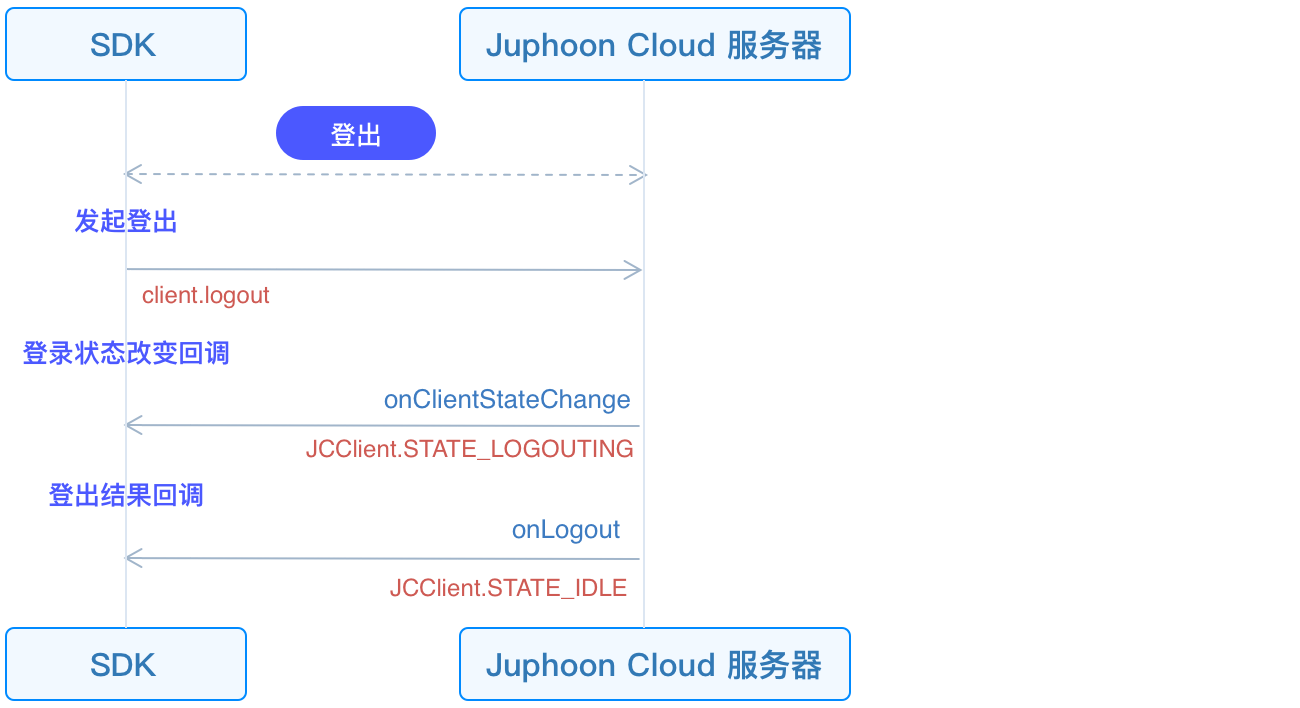 SDK
Juphoon Cloud 服务器
登出
发起登出
client.logout
登录状态改变回调
onClientStateChange
JCClient.STATE_LOGOUTING
登出结果回调
onLogout
JCClient.STATE_IDLE
SDK
Juphoon Cloud 服务器